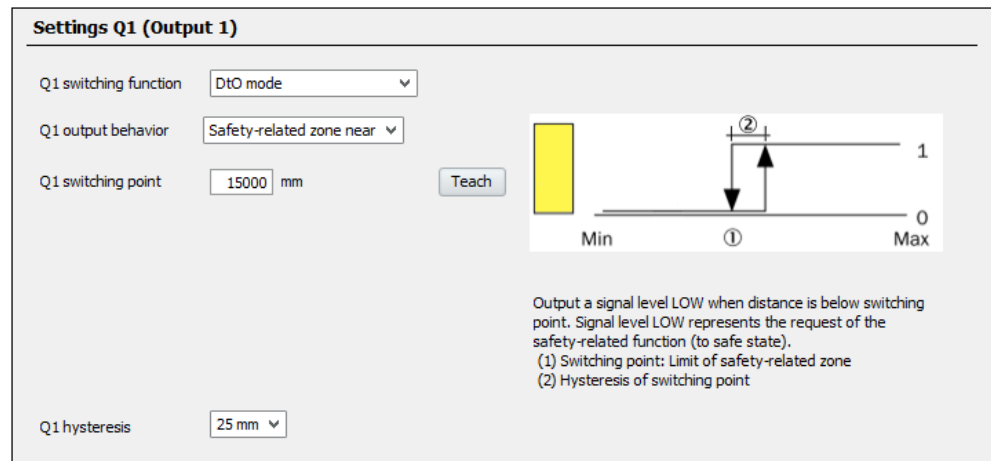 Settings Q1 (Output 1)
Q1 switching function DtO mode
Q1 output behavior Safety-related zone near
Q1 switching point 15000 mm Teach
②
1
0
Min ① Max
Output a signal level LOW when distance is below switching
point. Signal level LOW represents the request of the
safety-related function (to safe state).
(1) Switching point: Limit of safety-related zone
(2) Hysteresis of switching point
Q1 hysteresis 25 mm